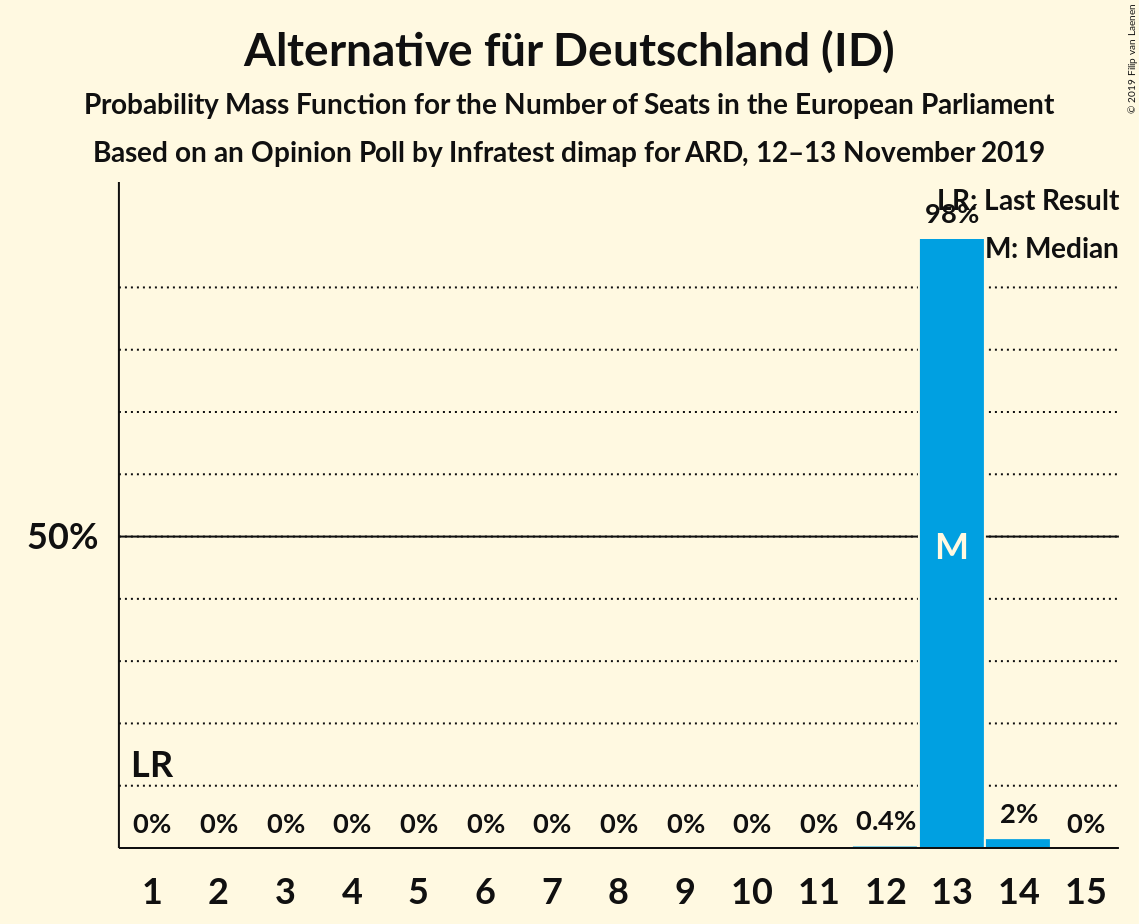 Alternative für Deutschland (ID)
Probability Mass Function for the Number of Seats in the European Parliament
Based on an Opinion Poll by Infratest dimap for ARD, 12–13 November 2019
© 2019 Filip van Laenen
LR: Last Result
M: Median
98%
50%
M
LR
0% 0% 0% 0% 0% 0% 0% 0% 0% 0% 0% 0.4% 2% 0%
1 2 3 4 5 6 7 8 9 10 11 12 13 14 15